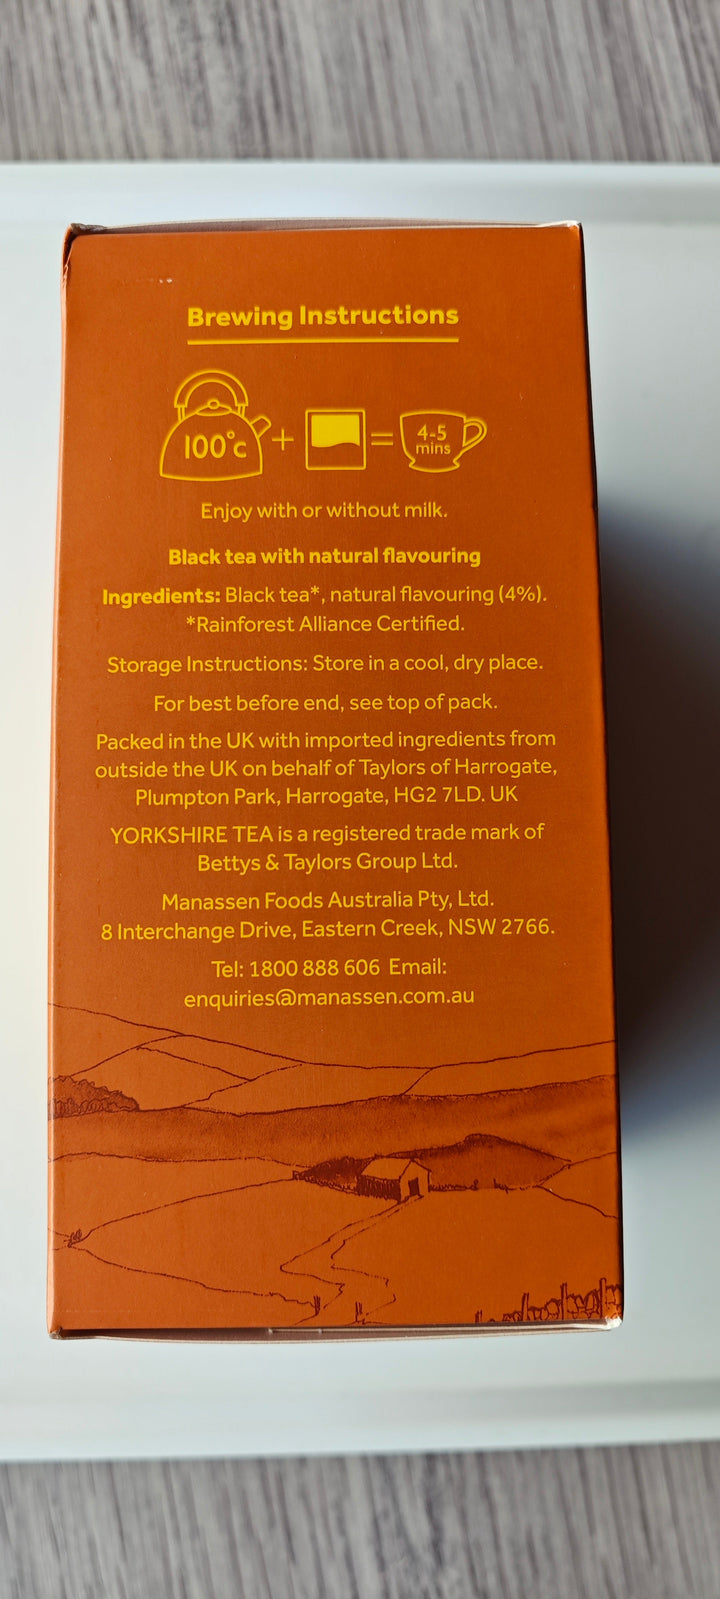 Brewing Instructions
100°c + = 4-5 mins
Enjoy with or without milk.
Black tea with natural flavouring
Ingredients: Black tea*, natural flavouring (4%).
*Rainforest Alliance Certified.
Storage Instructions: Store in a cool, dry place.
For best before end, see top of pack.
Packed in the UK with imported ingredients from
outside the UK on behalf of Taylors of Harrogate,
Plumpton Park, Harrogate, HG2 7LD. UK
YORKSHIRE TEA is a registered trade mark of
Bettys & Taylors Group Ltd.
Manassen Foods Australia Pty, Ltd.
8 Interchange Drive, Eastern Creek, NSW 2766.
Tel: 1800 888 606 Email:
enquiries@manassen.com.au